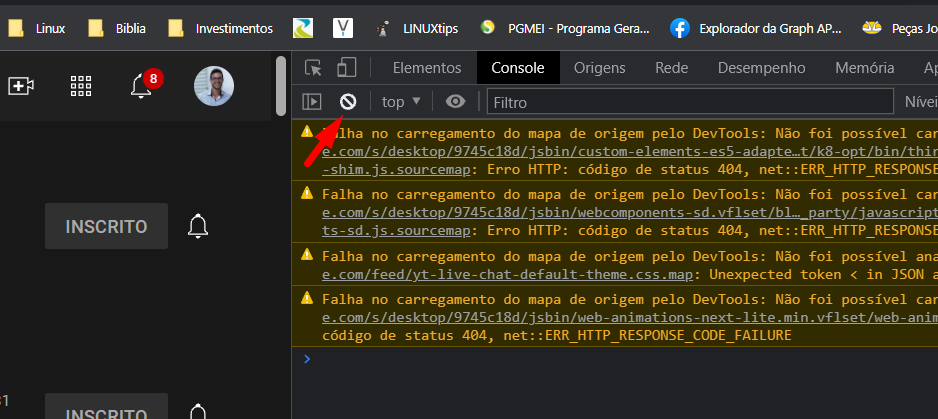 Linux Bíblia Investimentos LINUXtips PGMEI - Programa Gera... Explorador da Graph AP... Peças Jo
8
Elementos Console Origens Rede Desempenho Memória Ap
top ▼ Filtro Nívei
Falha no carregamento do mapa de origem pelo DevTools: Não foi possível car
e.com/s/desktop/9745c18d/jsbin/custom-elements-es5-adapte…t/k8-opt/bin/thir
-shim.js.sourcemap: Erro HTTP: código de status 404, net::ERR_HTTP_RESPONSE
Falha no carregamento do mapa de origem pelo DevTools: Não foi possível car
e.com/s/desktop/9745c18d/jsbin/webcomponents-sd.vflset/bl…_party/javascript
ts-sd.js.sourcemap: Erro HTTP: código de status 404, net::ERR_HTTP_RESPONSE
Falha no carregamento do mapa de origem pelo DevTools: Não foi possível ana
e.com/feed/yt-live-chat-default-theme.css.map: Unexpected token < in JSON a
Falha no carregamento do mapa de origem pelo DevTools: Não foi possível car
e.com/s/desktop/9745c18d/jsbin/web-animations-next-lite.min.vflset/web-anim
código de status 404, net::ERR_HTTP_RESPONSE_CODE_FAILURE
>
INSCRITO
31
INSCRITO